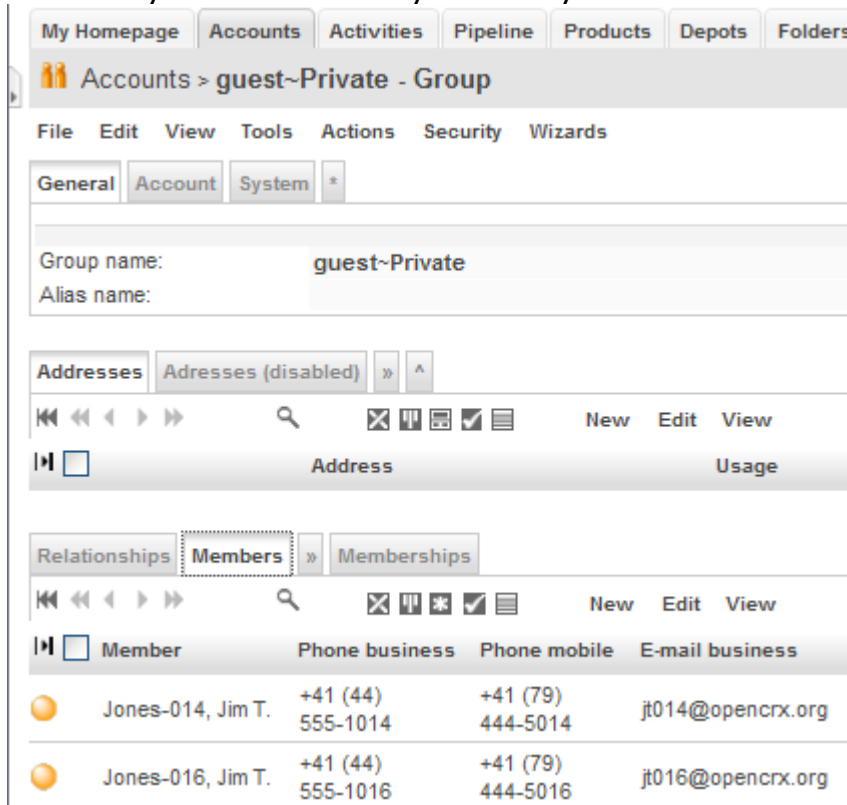 My Homepage Accounts Activities Pipeline Products Depots Folders
Accounts > guest~Private - Group
File Edit View Tools Actions Security Wizards
General Account System *
Group name: guest~Private
Alias name:
Addresses Adresses (disabled) » ^
New Edit View
Address Usage
Relationships Members » Memberships
New Edit View
Member Phone business Phone mobile E-mail business
Jones-014, Jim T. +41 (44) 555-1014 +41 (79) 444-5014 jt014@opencrx.org
Jones-016, Jim T. +41 (44) 555-1016 +41 (79) 444-5016 jt016@opencrx.org